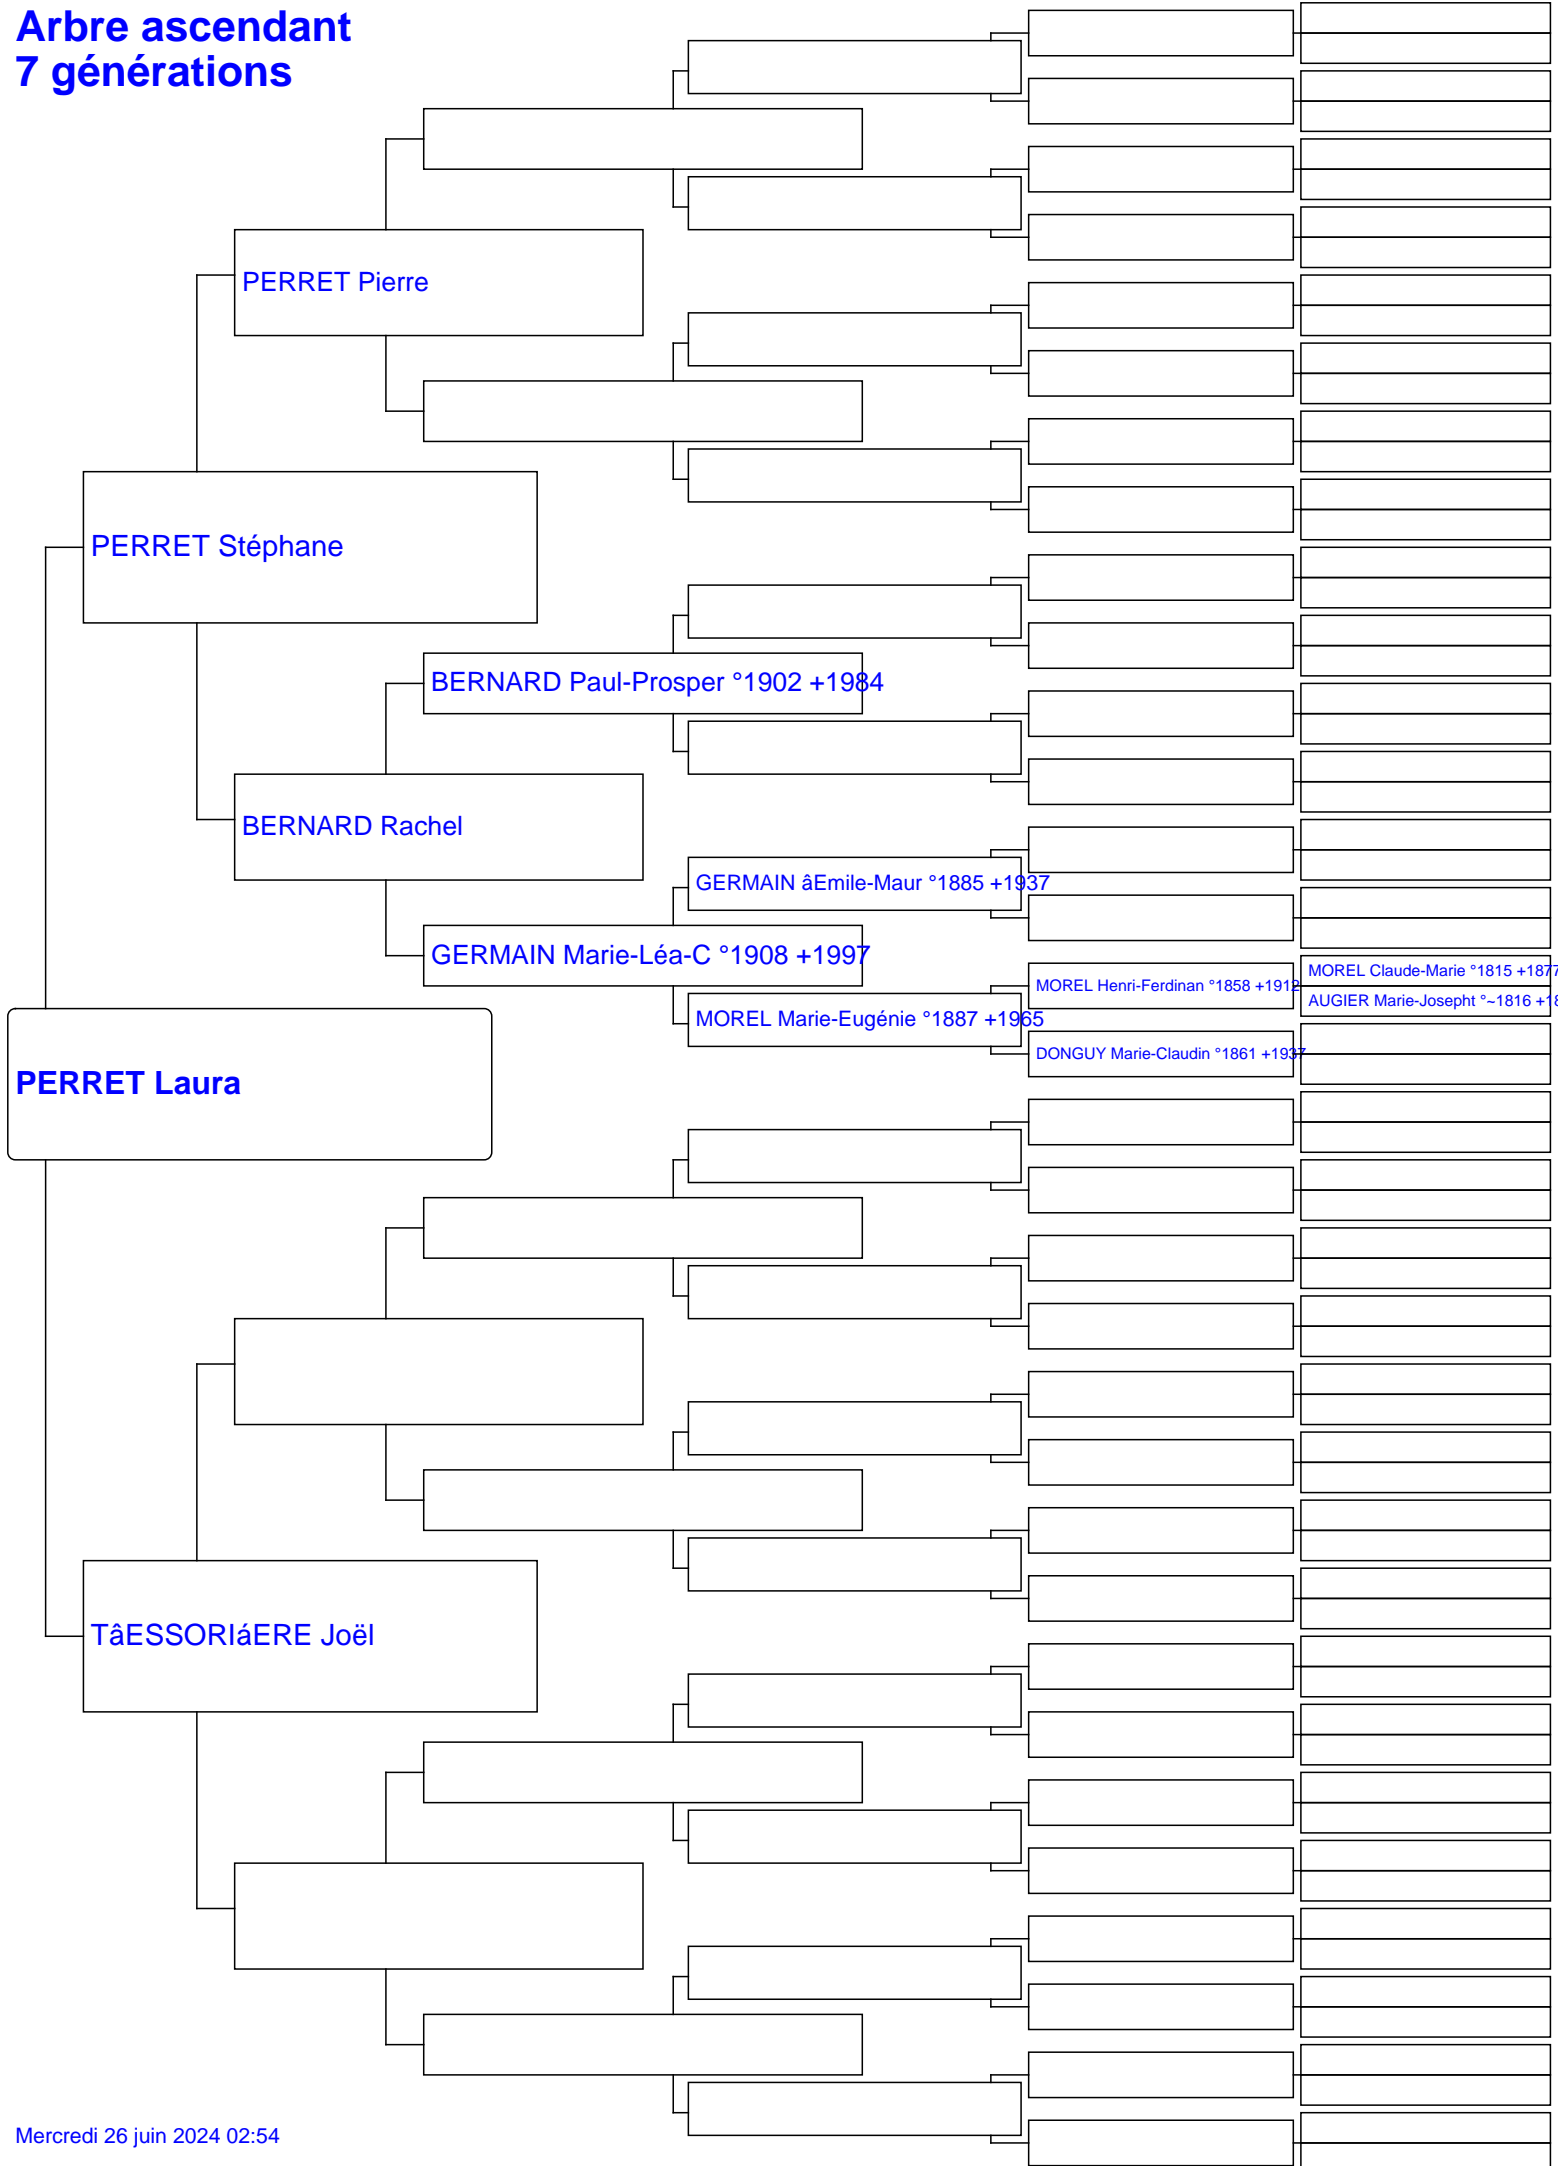 Arbre ascendant
7 générations
PERRET Pierre
PERRET Stéphane
BERNARD Paul-Prosper °1902 +1984
BERNARD Rachel
GERMAIN âEmile-Maur °1885 +1937
GERMAIN Marie-Léa-C °1908 +1997
MOREL Claude-Marie °1815 +1877
MOREL Henri-Ferdinan °1858 +1912
AUGIER Marie-Josepht °~1816 +18
MOREL Marie-Eugénie °1887 +1965
DONGUY Marie-Claudin °1861 +1937
PERRET Laura
TâESSORIáERE Joël
Mercredi 26 juin 2024 02:54